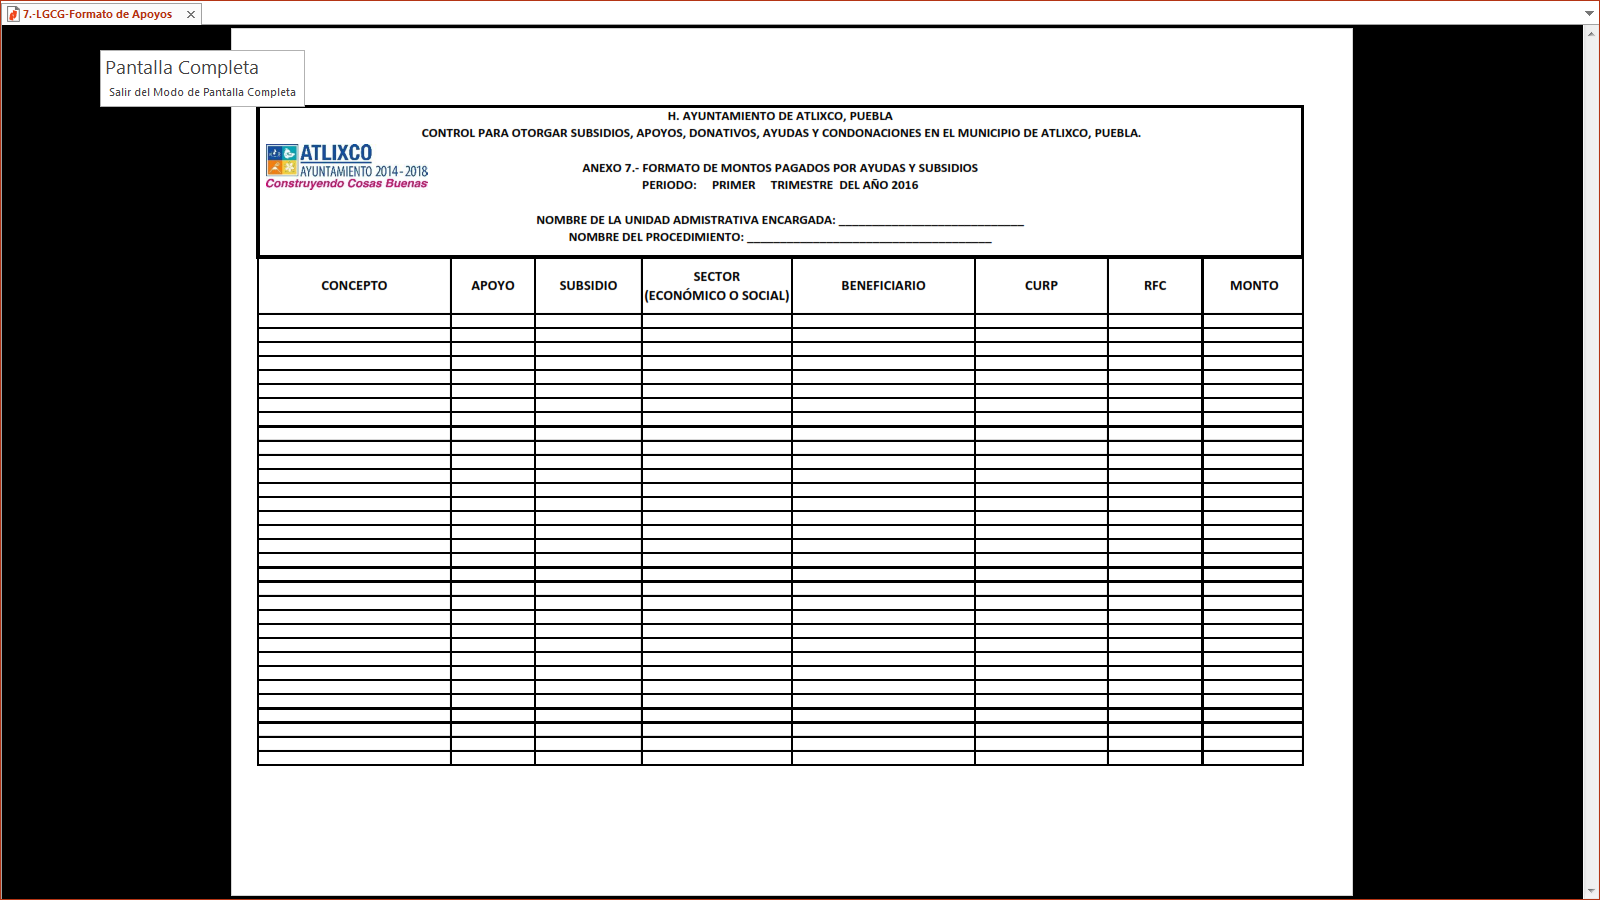 7.-LGCG-Formato de Apoyos
Pantalla Completa
Salir del Modo de Pantalla Completa
H. AYUNTAMIENTO DE ATLIXCO, PUEBLA
CONTROL PARA OTORGAR SUBSIDIOS, APOYOS, DONATIVOS, AYUDAS Y CONDONACIONES EN EL MUNICIPIO DE ATLIXCO, PUEBLA.
ATLIXCO
AYUNTAMIENTO 2014-2018
Construyendo Cosas Buenas
ANEXO 7.- FORMATO DE MONTOS PAGADOS POR AYUDAS Y SUBSIDIOS
PERIODO: PRIMER TRIMESTRE DEL AÑO 2016
NOMBRE DE LA UNIDAD ADMISTRATIVA ENCARGADA: ____________________________
NOMBRE DEL PROCEDIMIENTO: _____________________________________
CONCEPTO APOYO SUBSIDIO SECTOR (ECONÓMICO O SOCIAL) BENEFICIARIO CURP RFC MONTO